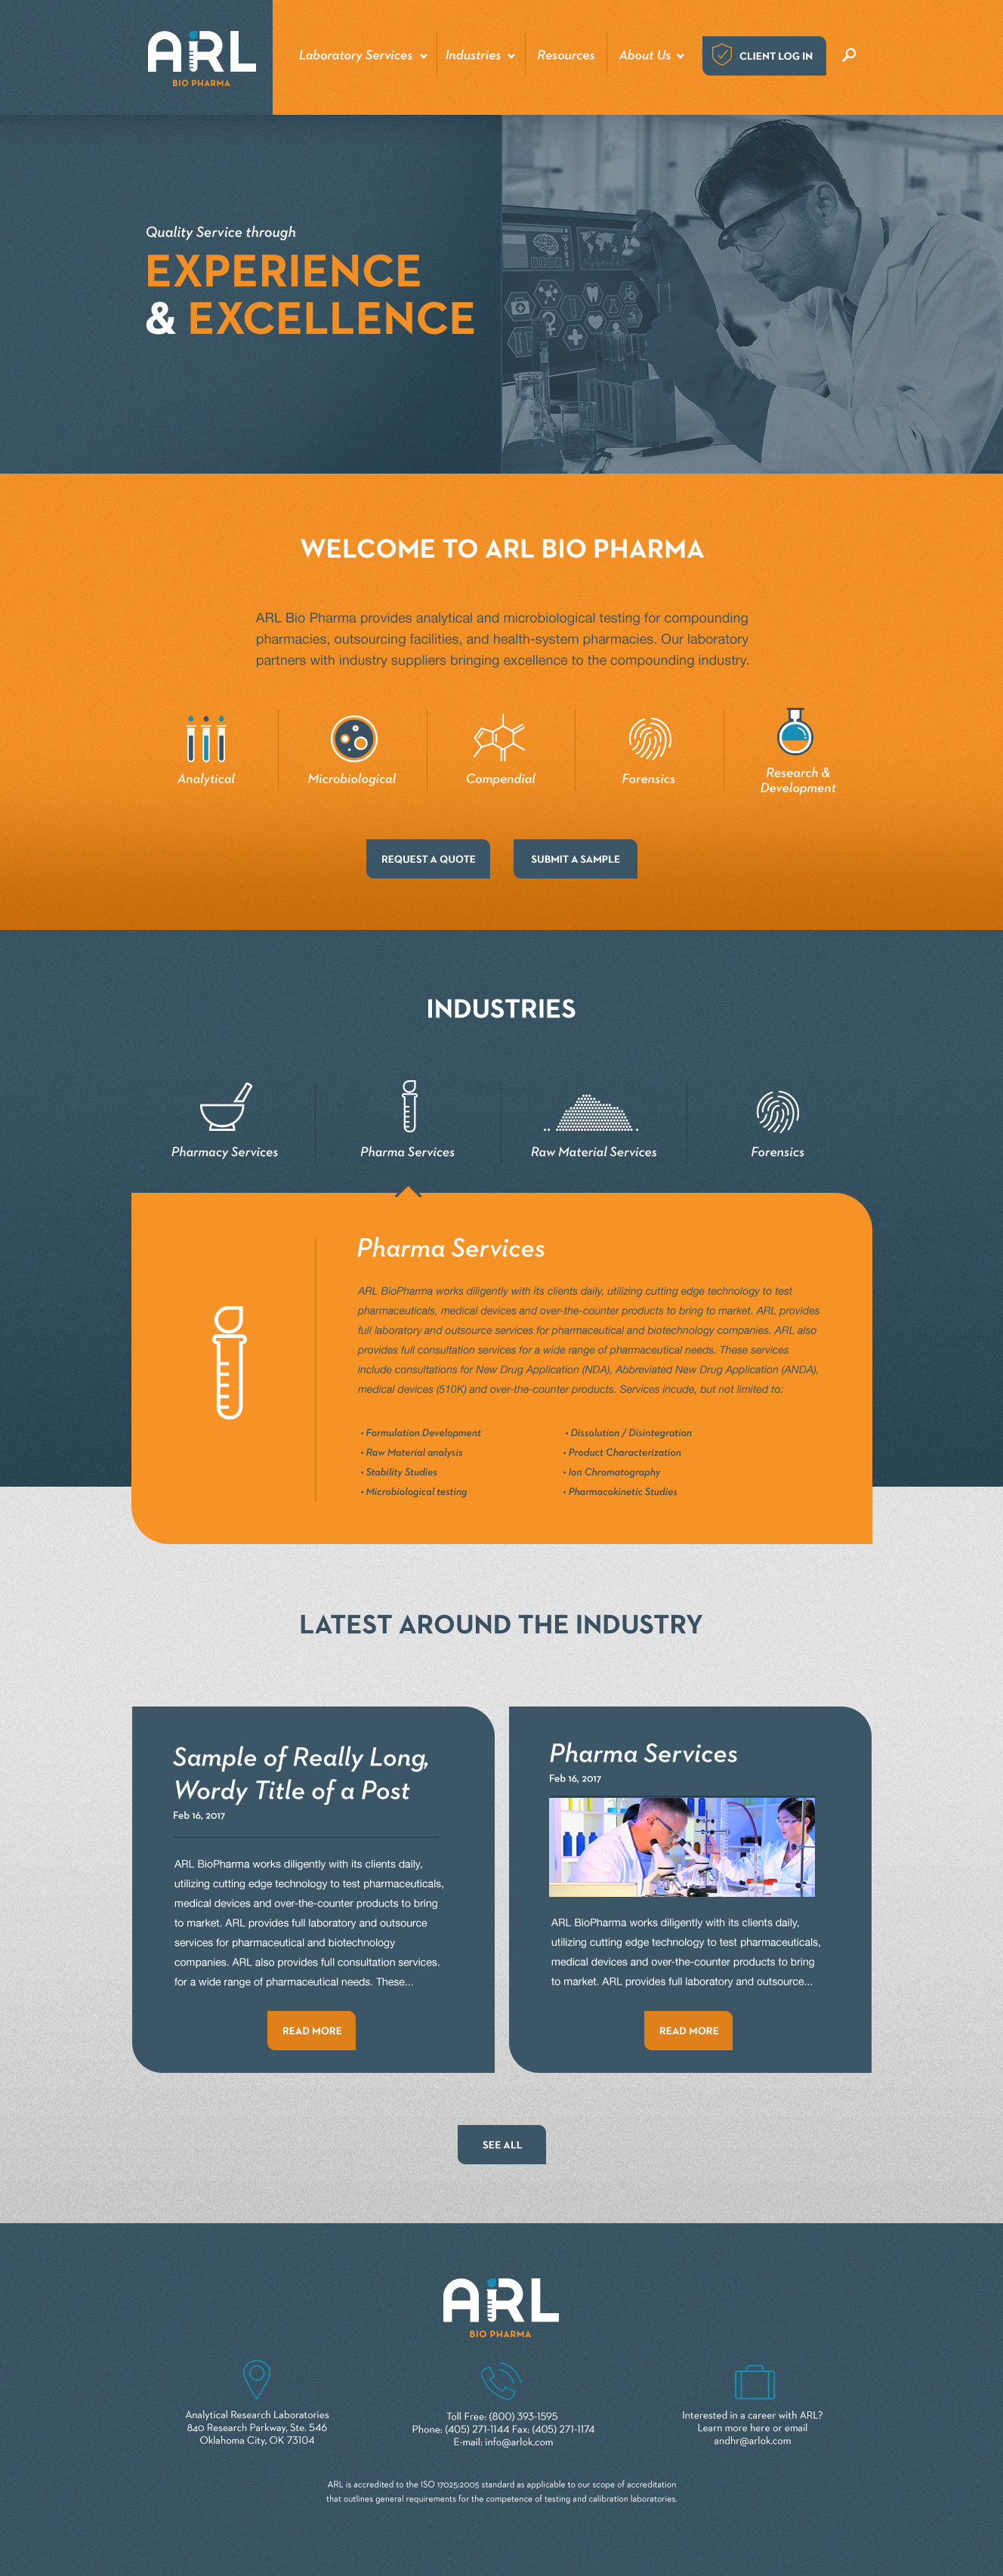 ARL
BIO PHARMA
Laboratory Services
Industries
Resources
About Us
CLIENT LOG IN
Quality Service through
EXPERIENCE
& EXCELLENCE
WELCOME TO ARL BIO PHARMA
ARL Bio Pharma provides analytical and microbiological testing for compounding
pharmacies, outsourcing facilities, and health-system pharmacies. Our laboratory
partners with industry suppliers bringing excellence to the compounding industry.
Analytical
Microbiological
Compendial
Forensics
Research &
Development
REQUEST A QUOTE
SUBMIT A SAMPLE
INDUSTRIES
Pharmacy Services
Pharma Services
Raw Material Services
Forensics
Pharma Services
ARL BioPharma works diligently with its clients daily, utilizing cutting edge technology to test
pharmaceuticals, medical devices and over-the-counter products to bring to market. ARL provides
full laboratory and outsource services for pharmaceutical and biotechnology companies. ARL also
provides full consultation services for a wide range of pharmaceutical needs. These services
include consultations for New Drug Application (NDA), Abbreviated New Drug Application (ANDA),
medical devices (510K) and over-the-counter products. Services incude, but not limited to:
• Formulation Development
• Raw Material analysis
• Stability Studies
• Microbiological testing
• Dissolution / Disintegration
• Product Characterization
• Ion Chromatography
• Pharmacokinetic Studies
LATEST AROUND THE INDUSTRY
Sample of Really Long,
Wordy Title of a Post
Feb 16, 2017
ARL BioPharma works diligently with its clients daily,
utilizing cutting edge technology to test pharmaceuticals,
medical devices and over-the-counter products to bring
to market. ARL provides full laboratory and outsource
services for pharmaceutical and biotechnology
companies. ARL also provides full consultation services.
for a wide range of pharmaceutical needs. These...
READ MORE
Pharma Services
Feb 16, 2017
ARL BioPharma works diligently with its clients daily,
utilizing cutting edge technology to test pharmaceuticals,
medical devices and over-the-counter products to bring
to market. ARL provides full laboratory and outsource...
READ MORE
SEE ALL
ARL
BIO PHARMA
Analytical Research Laboratories
840 Research Parkway, Ste. 546
Oklahoma City, OK 73104
Toll Free: (800) 393-1595
Phone: (405) 271-1144 Fax: (405) 271-1174
E-mail: info@arlok.com
Interested in a career with ARL?
Learn more here or email
andhr@arlok.com
ARL is accredited to the ISO 17025:2005 standard as applicable to our scope of accreditation
that outlines general requirements for the competence of testing and calibration laboratories.